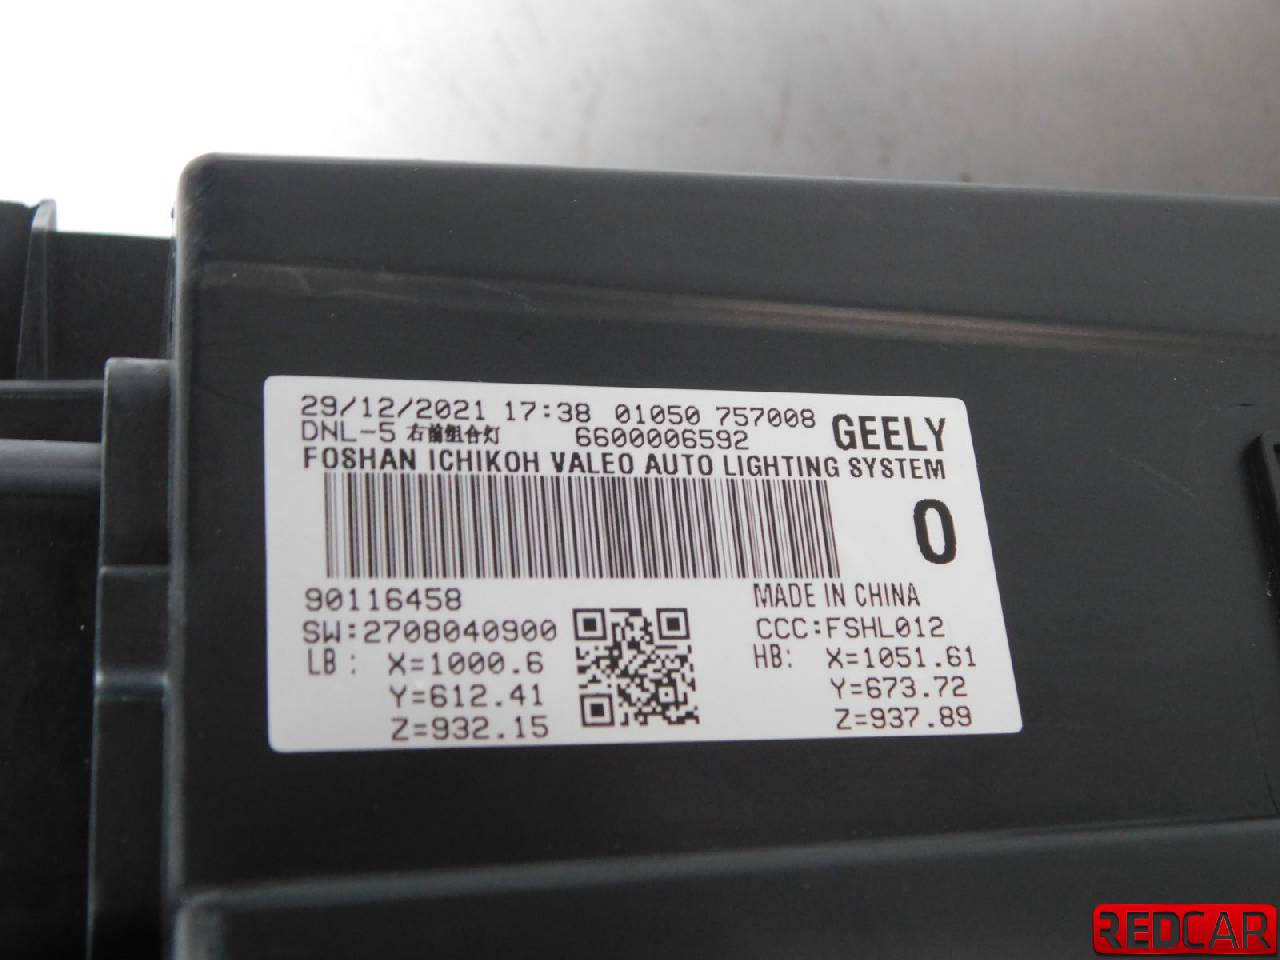 29/12/2021 17:38 01050 757008
DNL-5 右前组合灯 6600006592 GEELY
FOSHAN ICHIKOH VALEO AUTO LIGHTING SYSTEM
0
90116458 MADE IN CHINA
SW:2708040900 CCC:FSHL012
LB: X=1000.6 HB: X=1051.61
Y=612.41 Y=673.72
Z=932.15 Z=937.89
REDCAR